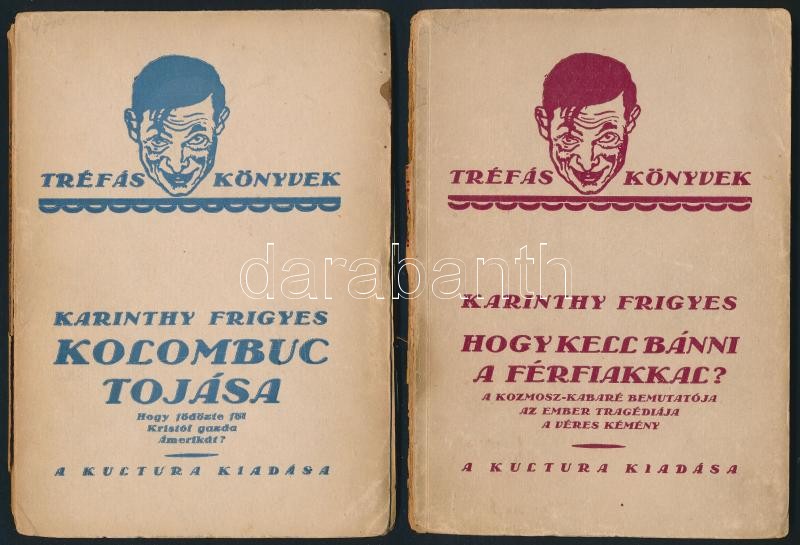 TRÉFÁS KÖNYVEK
KARINTHY FRIGYES
KOLOMBUC
TOJÁSA
Hogy födözte föl
Kristóf gazda
Ámerikát?
A KULTURA KIADÁSA
TRÉFÁS KÖNYVEK
KARINTHY FRIGYES
HOGY KELL BÁNNI
A FÉRFIAKKAL?
A KOZMOSZ-KABARÉ BEMUTATÓJA
AZ EMBER TRAGÉDIÁJA
A VÉRES KÉMÉNY
A KULTURA KIADÁSA
darabanth